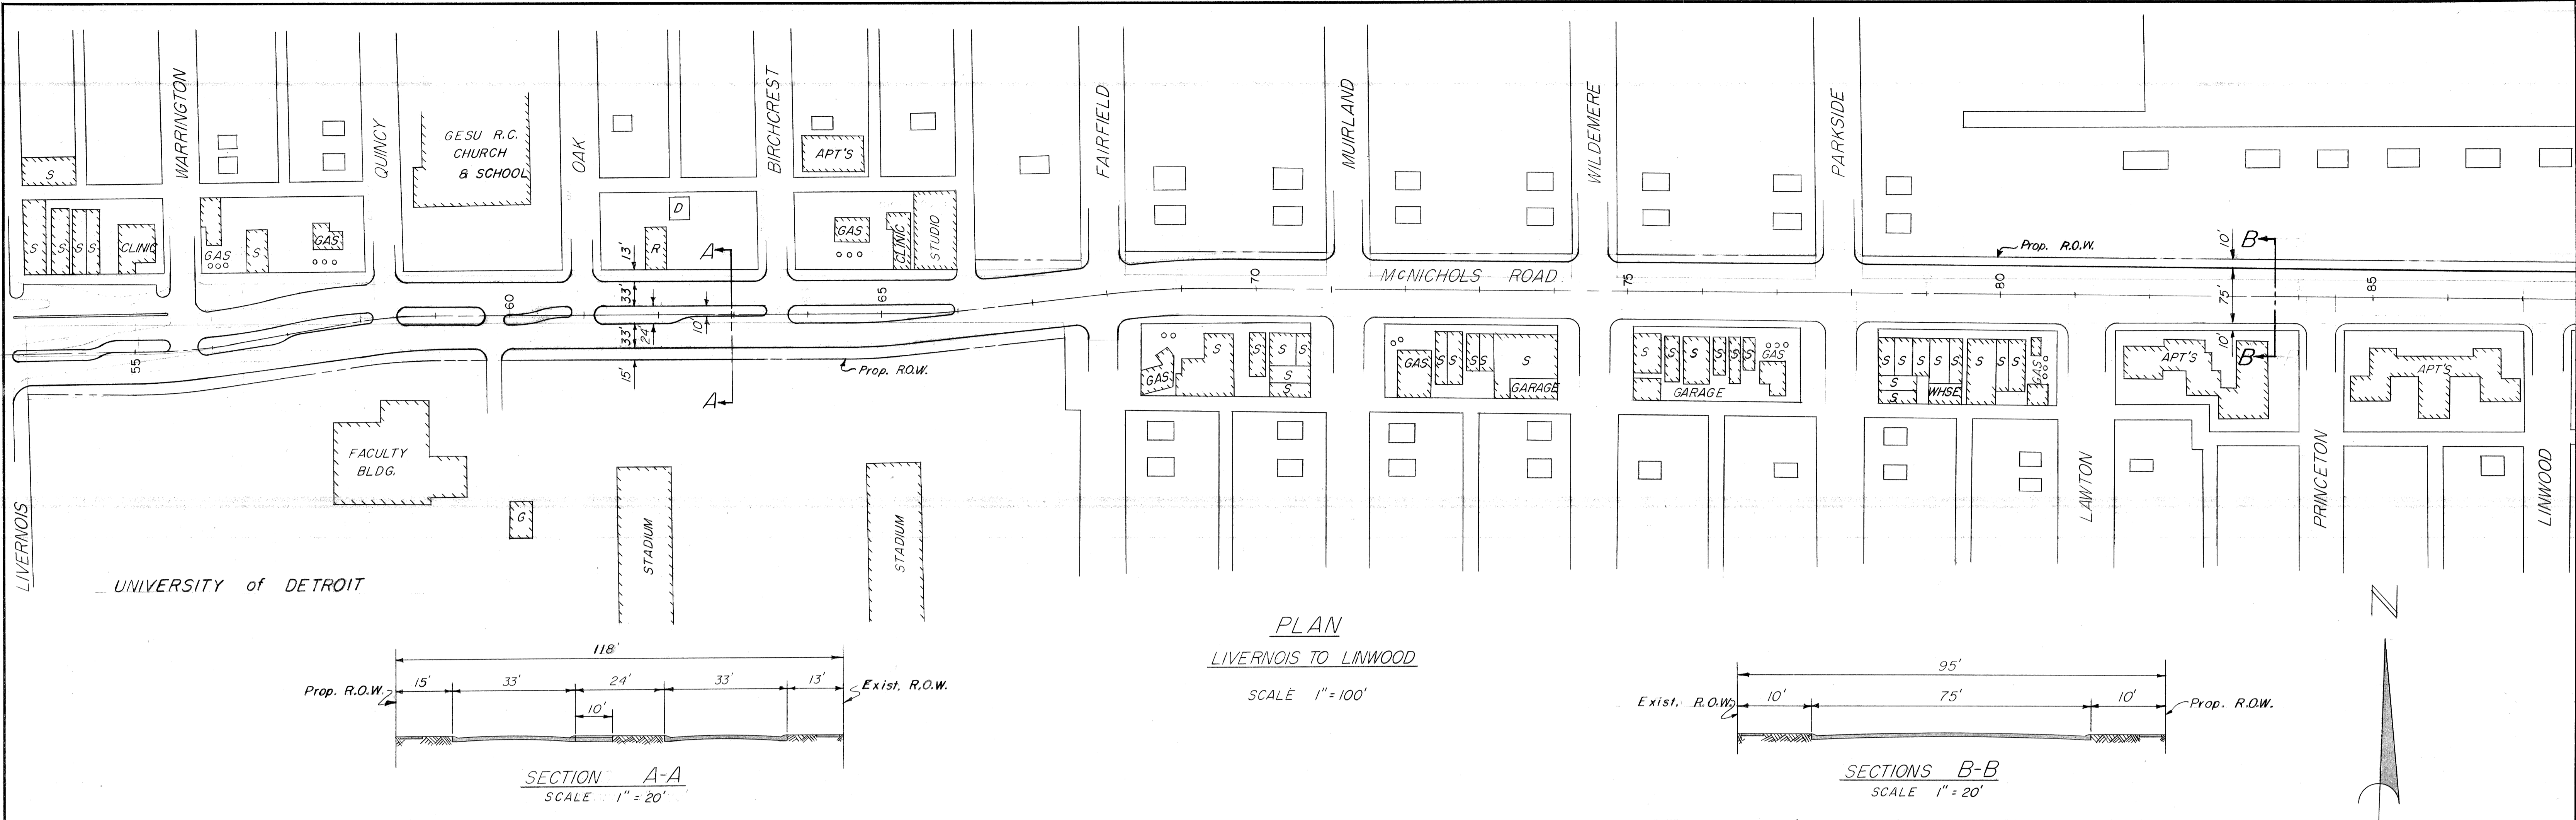 WARRINGTON
QUINCY
OAK
BIRCHCREST
FAIRFIELD
MUIRLAND
WILDEMERE
PARKSIDE
GESU R.C.
CHURCH
& SCHOOL
APT'S
S
S
S
S
S
CLINIC
GAS
S
GAS
D
R
GAS
CLINIC
STUDIO
A
13'
33'
60
65
70
McNICHOLS ROAD
75
80
85
Prop. R.O.W.
10'
B
75'
10'
B
55
33'
24'
10'
15'
A
Prop. R.O.W.
GAS
S
S
S
S
S
S
GAS
S
S
S
S
S
GARAGE
S
S
S
S
S
S
GAS
GARAGE
S
S
S
S
S
S
S
WHSE
S
S
S
GAS
APT'S
APT'S
LIVERNOIS
FACULTY
BLDG.
G
STADIUM
STADIUM
LAWTON
PRINCETON
LINWOOD
UNIVERSITY of DETROIT
PLAN
LIVERNOIS TO LINWOOD
SCALE 1" = 100'
N
118'
Prop. R.O.W.
15'
33'
24'
33'
13'
Exist. R.O.W.
10'
SECTION A-A
SCALE 1" = 20'
95'
Exist. R.O.W.
10'
75'
10'
Prop. R.O.W.
SECTIONS B-B
SCALE 1" = 20'